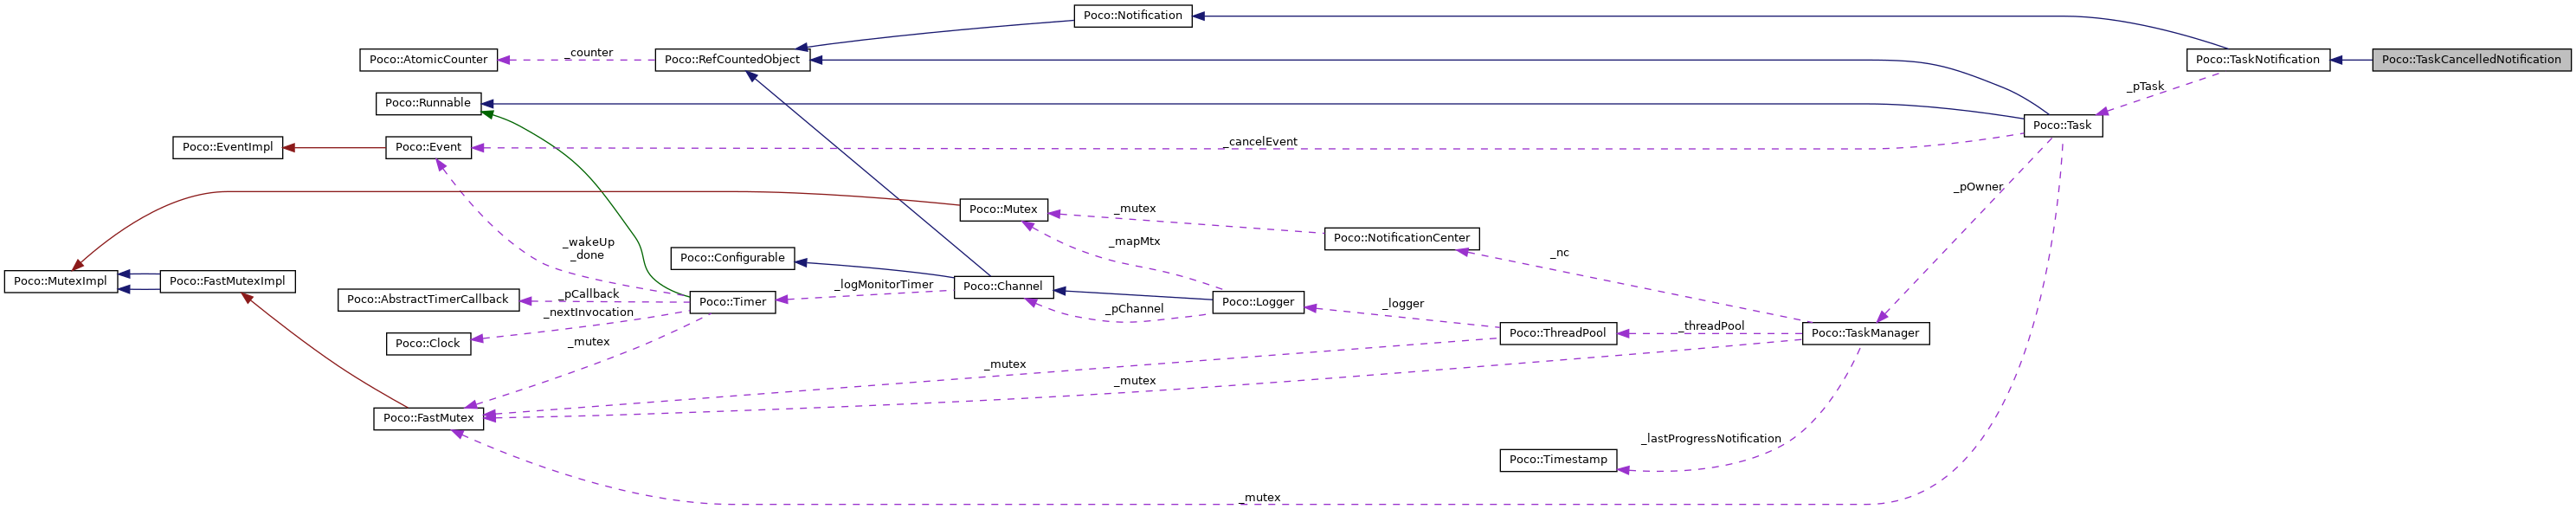 Poco::Notification
Poco::AtomicCounter
_counter
Poco::RefCountedObject
Poco::TaskNotification
Poco::TaskCancelledNotification
_pTask
Poco::Runnable
Poco::Task
Poco::EventImpl
Poco::Event
_cancelEvent
_pOwner
Poco::Mutex
_mutex
Poco::NotificationCenter
_mapMtx
_wakeUp
_done
Poco::Configurable
_nc
Poco::MutexImpl
Poco::FastMutexImpl
_logMonitorTimer
Poco::Channel
Poco::AbstractTimerCallback
_pCallback
Poco::Timer
Poco::Logger
_pChannel
_logger
_nextInvocation
Poco::Clock
_mutex
Poco::ThreadPool
_threadPool
Poco::TaskManager
_mutex
_mutex
Poco::FastMutex
_lastProgressNotification
Poco::Timestamp
_mutex